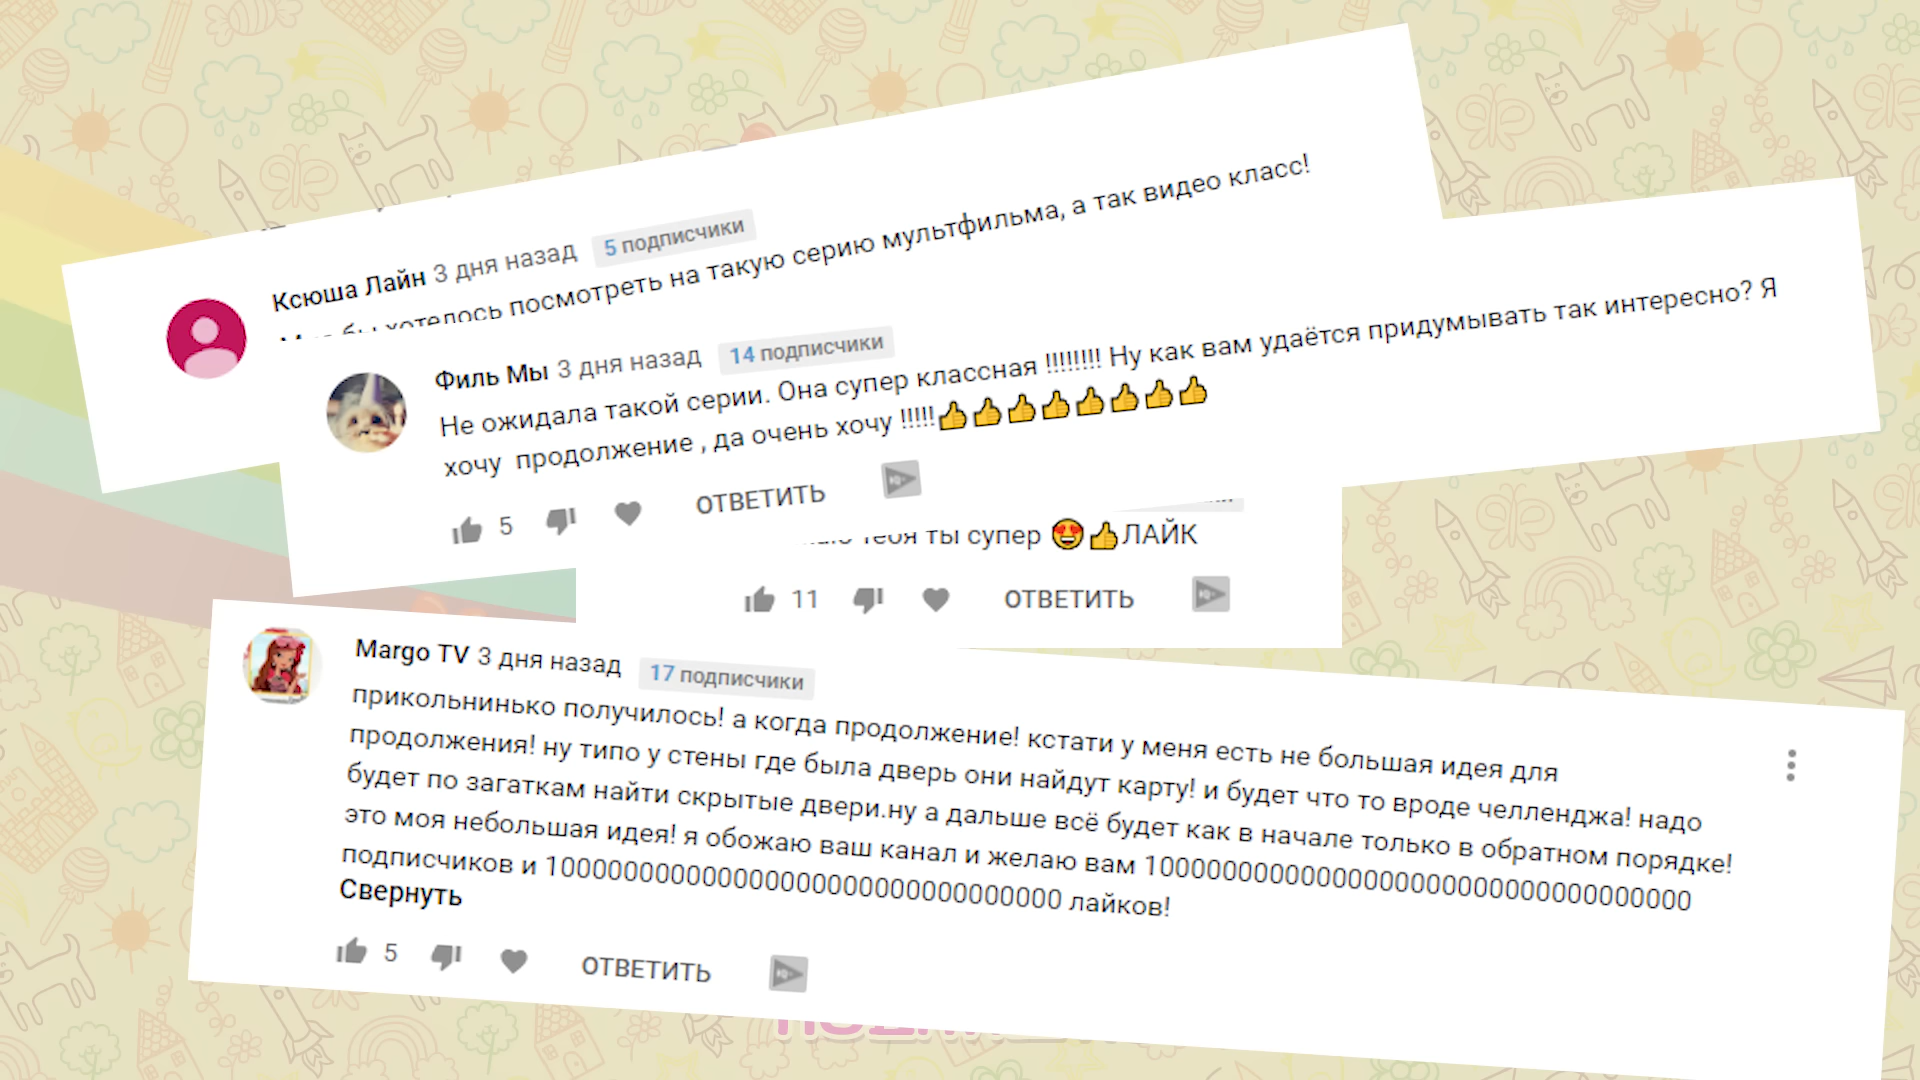 Ксюша Лайн 3 дня назад 5 подписчики
хотелось посмотреть на такую серию мультфильма, а так видео класс!
Филь Мы 3 дня назад 14 подписчики
Не ожидала такой серии. Она супер классная !!!!!!!! Ну как вам удаётся придумывать так интересно? Я
хочу продолжение , да очень хочу !!!!!👍👍👍👍👍👍👍👍
5 ОТВЕТИТЬ
тебя ты супер 😍👍ЛАЙК
11 ОТВЕТИТЬ
Margo TV 3 дня назад 17 подписчики
прикольнинько получилось! а когда продолжение! кстати у меня есть не большая идея для
продолжения! ну типо у стены где была дверь они найдут карту! и будет что то вроде челленджа! надо
будет по загаткам найти скрытые двери.ну а дальше всё будет как в начале только в обратном порядке!
это моя небольшая идея! я обожаю ваш канал и желаю вам 10000000000000000000000000000000000
подписчиков и 100000000000000000000000000000000 лайков!
Свернуть
5 ОТВЕТИТЬ